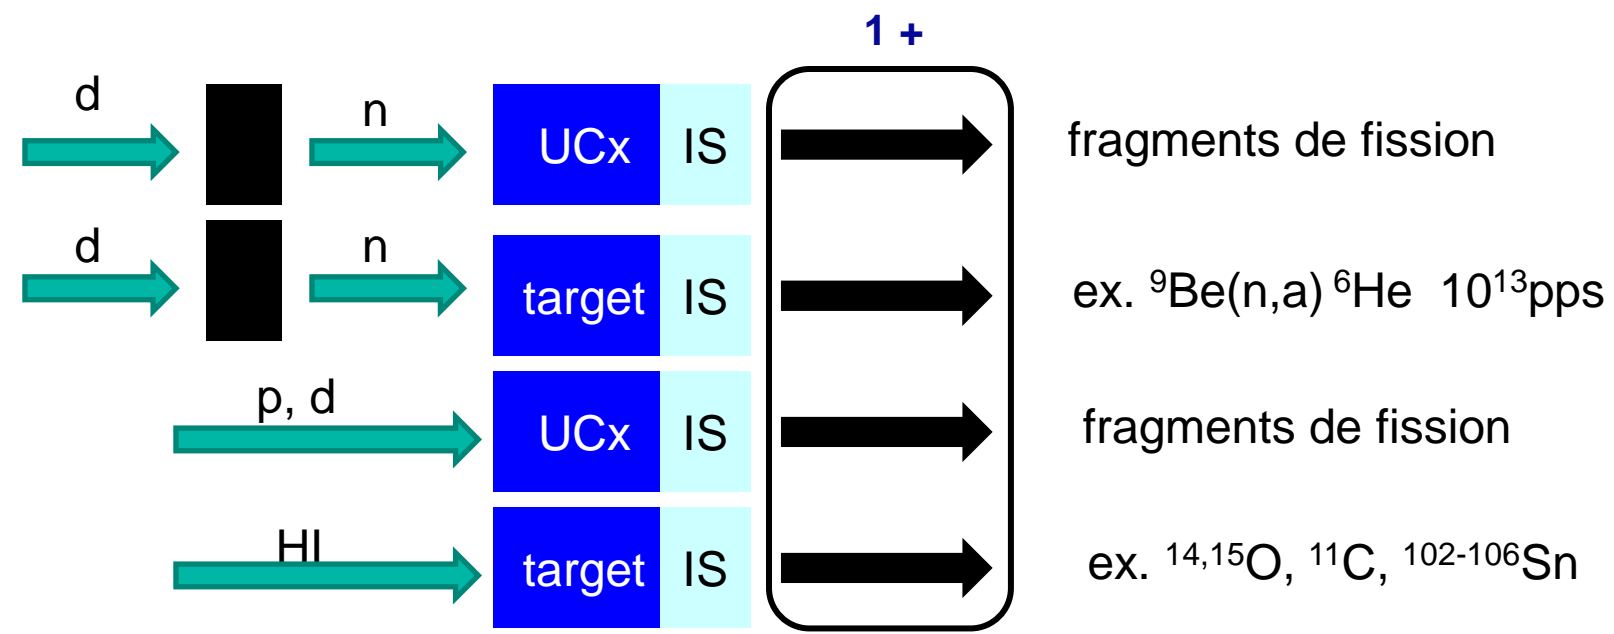 1 +
d n UCx IS fragments de fission
d n target IS ex. ⁹Be(n,a) ⁶He 10¹³pps
p, d UCx IS fragments de fission
HI target IS ex. ¹⁴,¹⁵O, ¹¹C, ¹⁰²⁻¹⁰⁶Sn